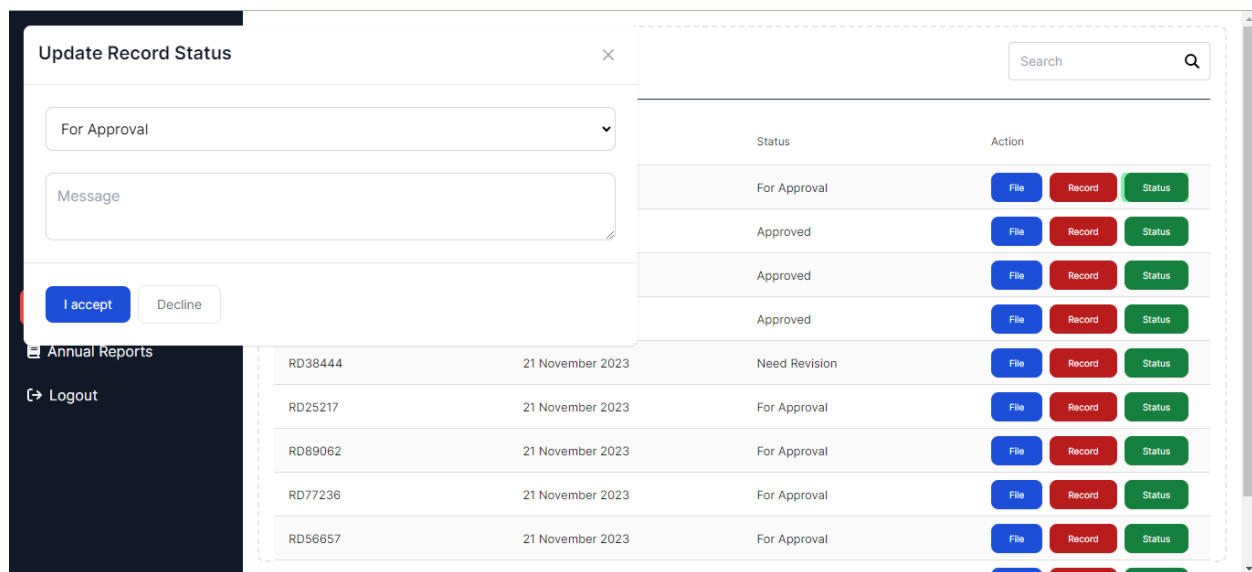 Update Record Status
For Approval
Message
I accept
Decline
Annual Reports
Logout
Search
Status Action
For Approval File Record Status
Approved File Record Status
Approved File Record Status
Approved File Record Status
RD38444 21 November 2023 Need Revision File Record Status
RD25217 21 November 2023 For Approval File Record Status
RD89062 21 November 2023 For Approval File Record Status
RD77236 21 November 2023 For Approval File Record Status
RD56657 21 November 2023 For Approval File Record Status